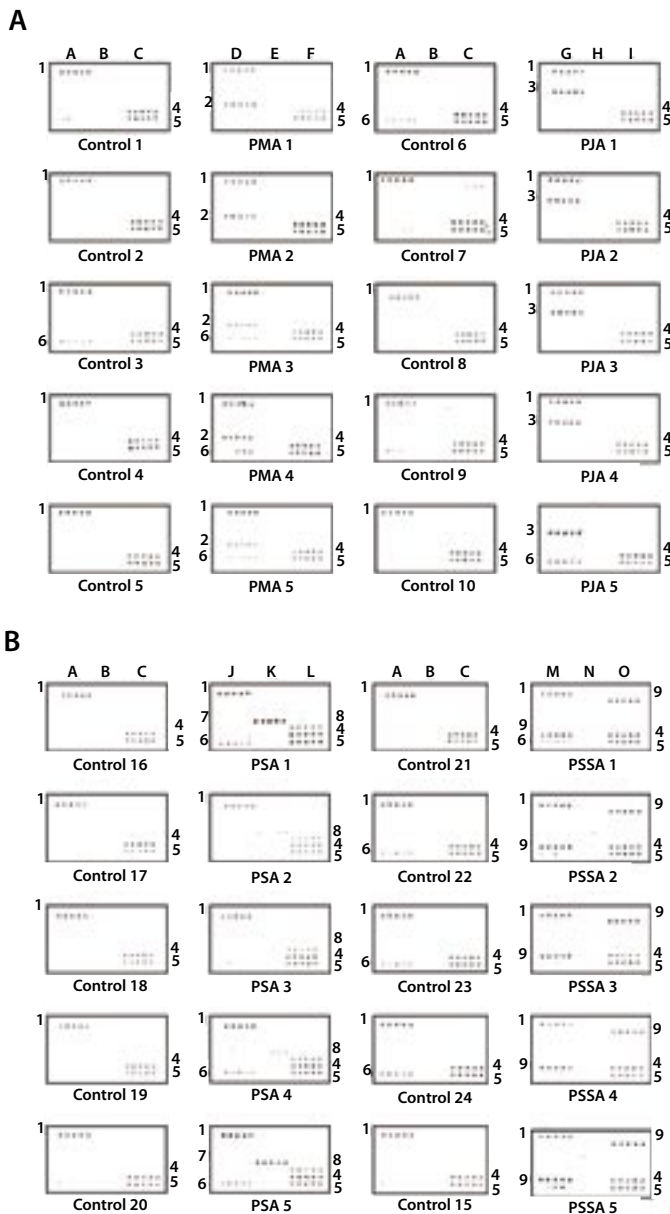 A
A B C D E F A B C G H I
1 4 5 1 2 4 5 1 6 4 5 1 3 4 5
Control 1 PMA 1 Control 6 PJA 1
1 4 5 1 2 4 5 1 4 5 1 3 4 5
Control 2 PMA 2 Control 7 PJA 2
1 6 4 5 1 2 6 4 5 1 4 5 1 3 4 5
Control 3 PMA 3 Control 8 PJA 3
1 4 5 1 2 6 4 5 1 4 5 1 3 4 5
Control 4 PMA 4 Control 9 PJA 4
1 4 5 1 2 6 4 5 1 4 5 3 6 4 5
Control 5 PMA 5 Control 10 PJA 5
B
A B C J K L A B C M N O
1 4 5 1 7 6 8 4 5 1 4 5 1 9 6 9 4 5
Control 16 PSA 1 Control 21 PSSA 1
1 4 5 1 8 4 5 1 6 4 5 1 9 9 4 5
Control 17 PSA 2 Control 22 PSSA 2
1 4 5 1 8 4 5 1 6 4 5 1 9 9 4 5
Control 18 PSA 3 Control 23 PSSA 3
1 4 5 1 6 8 4 5 1 6 4 5 1 9 9 4 5
Control 19 PSA 4 Control 24 PSSA 4
1 4 5 1 7 6 8 4 5 1 4 5 1 9 9 4 5
Control 20 PSA 5 Control 15 PSSA 5